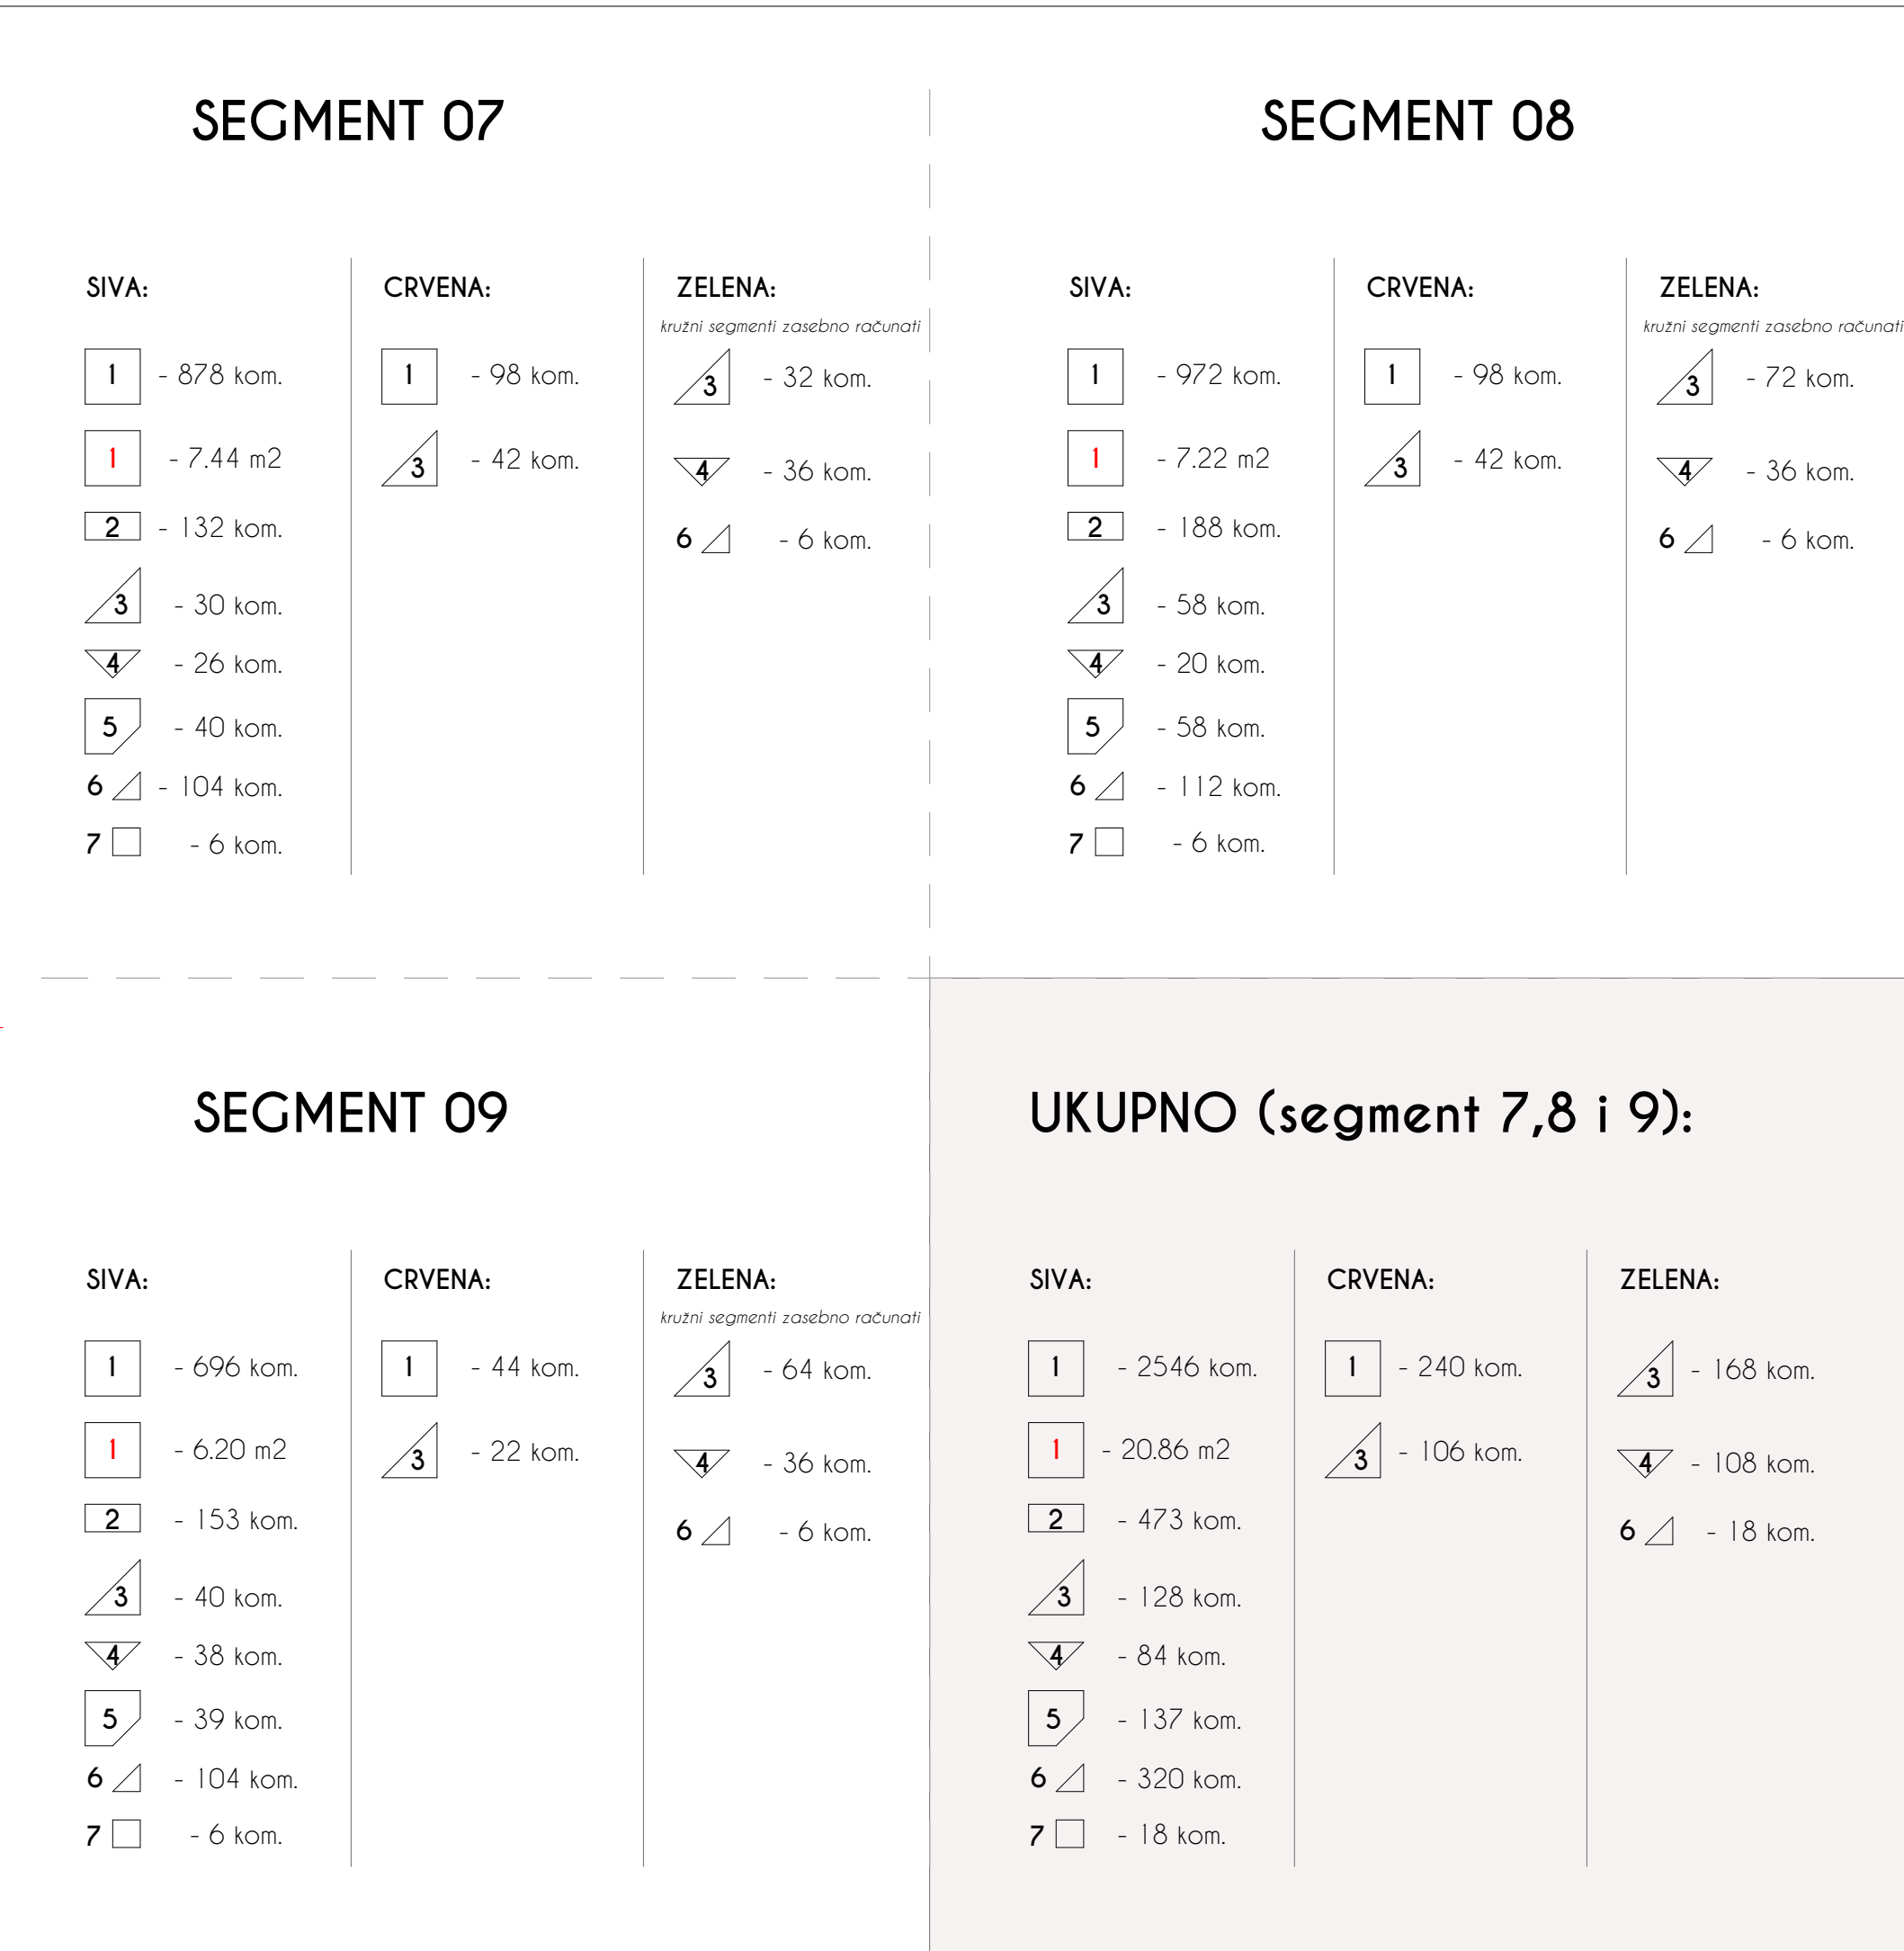 SEGMENT 07
SIVA:
1 - 878 kom.
1 - 7.44 m2
2 - 132 kom.
3 - 30 kom.
4 - 26 kom.
5 - 40 kom.
6 - 104 kom.
7 - 6 kom.
CRVENA:
1 - 98 kom.
3 - 42 kom.
ZELENA:
kružni segmenti zasebno računati
3 - 32 kom.
4 - 36 kom.
6 - 6 kom.
SEGMENT 08
SIVA:
1 - 972 kom.
1 - 7.22 m2
2 - 188 kom.
3 - 58 kom.
4 - 20 kom.
5 - 58 kom.
6 - 112 kom.
7 - 6 kom.
CRVENA:
1 - 98 kom.
3 - 42 kom.
ZELENA:
kružni segmenti zasebno računati
3 - 72 kom.
4 - 36 kom.
6 - 6 kom.
SEGMENT 09
SIVA:
1 - 696 kom.
1 - 6.20 m2
2 - 153 kom.
3 - 40 kom.
4 - 38 kom.
5 - 39 kom.
6 - 104 kom.
7 - 6 kom.
CRVENA:
1 - 44 kom.
3 - 22 kom.
ZELENA:
kružni segmenti zasebno računati
3 - 64 kom.
4 - 36 kom.
6 - 6 kom.
UKUPNO (segment 7,8 i 9):
SIVA:
1 - 2546 kom.
1 - 20.86 m2
2 - 473 kom.
3 - 128 kom.
4 - 84 kom.
5 - 137 kom.
6 - 320 kom.
7 - 18 kom.
CRVENA:
1 - 240 kom.
3 - 106 kom.
ZELENA:
3 - 168 kom.
4 - 108 kom.
6 - 18 kom.